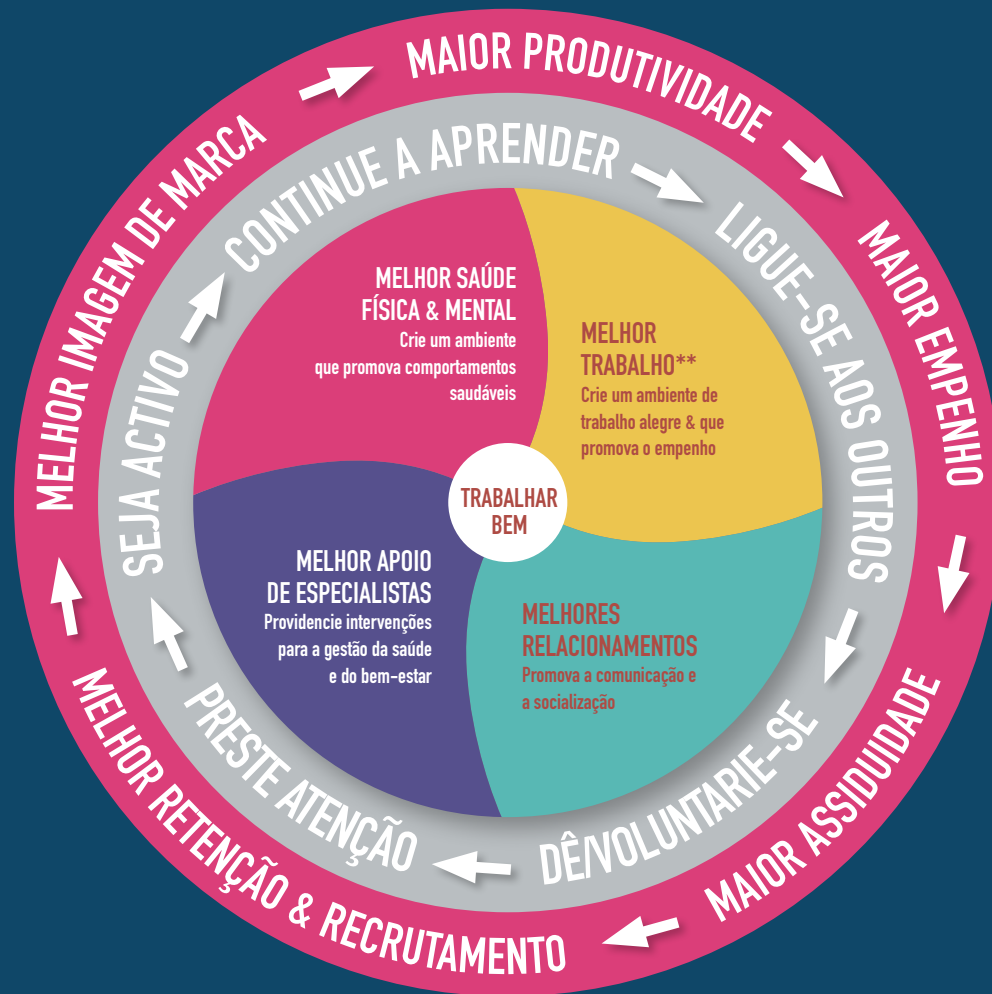 MAIOR PRODUTIVIDADE
MAIOR EMPENHO
MAIOR ASSIDUIDADE
MELHOR RETENÇÃO & RECRUTAMENTO
MELHOR IMAGEM DE MARCA
CONTINUE A APRENDER
LIGUE-SE AOS OUTROS
DÊ/VOLUNTARIE-SE
PRESTE ATENÇÃO
SEJA ACTIVO
MELHOR SAÚDE
FÍSICA & MENTAL
Crie um ambiente
que promova comportamentos
saudáveis
MELHOR
TRABALHO**
Crie um ambiente de
trabalho alegre & que
promova o empenho
TRABALHAR
BEM
MELHOR APOIO
DE ESPECIALISTAS
Providencie intervenções
para a gestão da saúde
e do bem-estar
MELHORES
RELACIONAMENTOS
Promova a comunicação e
a socialização